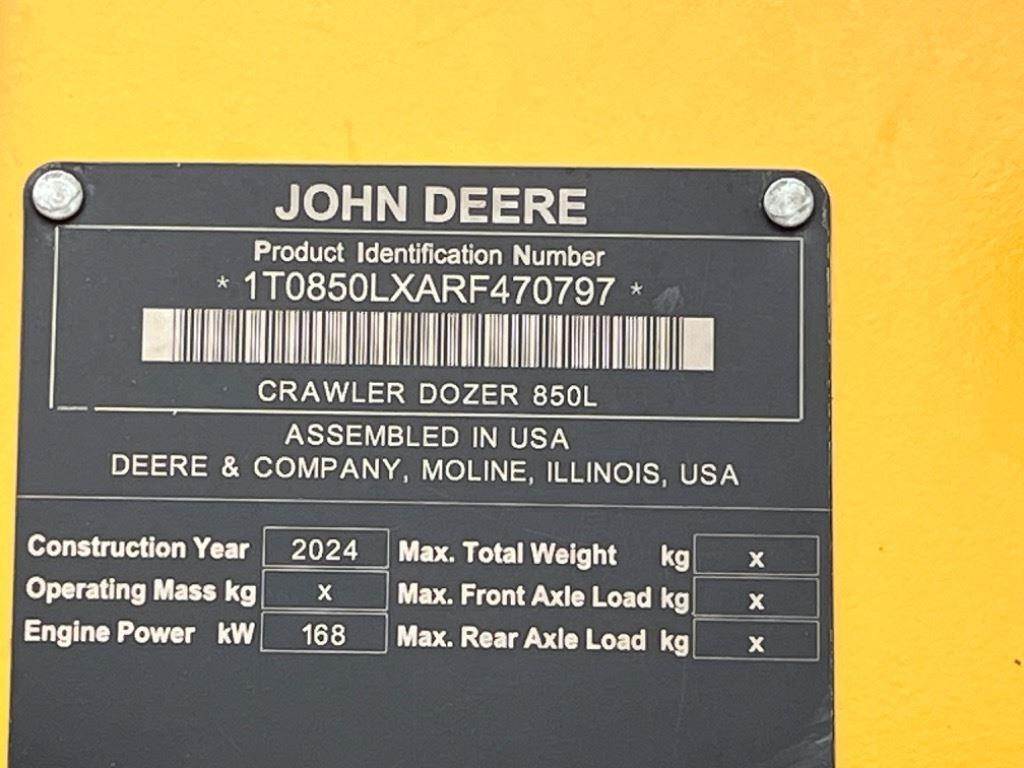 JOHN DEERE
Product Identification Number
* 1T0850LXARF470797 *
CRAWLER DOZER 850L
ASSEMBLED IN USA
DEERE & COMPANY, MOLINE, ILLINOIS, USA
Construction Year 2024 Max. Total Weight kg x
Operating Mass kg x Max. Front Axle Load kg x
Engine Power kW 168 Max. Rear Axle Load kg x